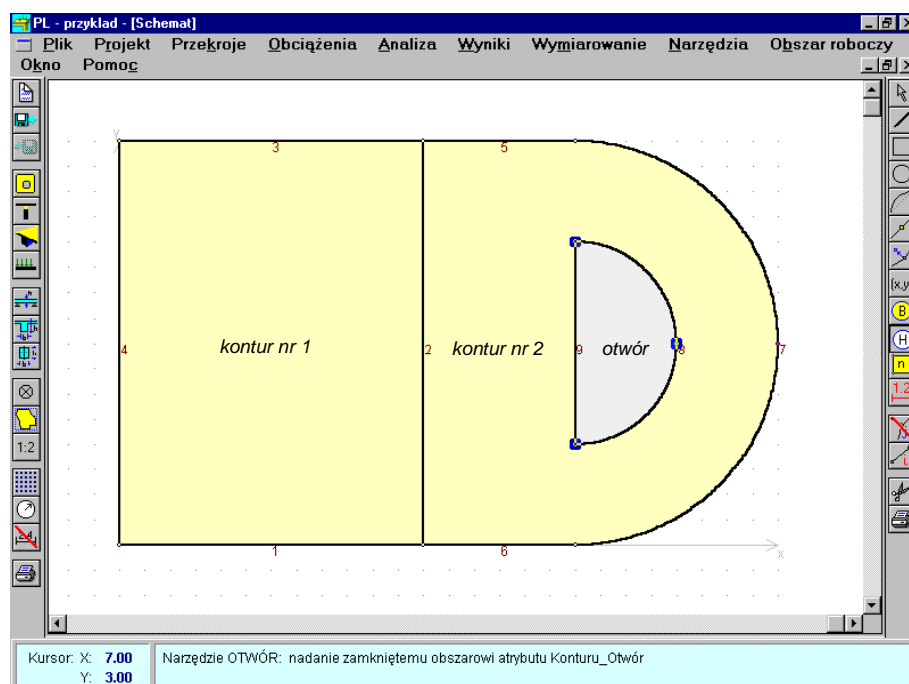 PL - przyklad - [Schemat]
Plik Projekt Przekroje Obciążenia Analiza Wyniki Wymiarowanie Narzędzia Obszar roboczy
Okno Pomoc
y
3
5
(x,y
B
H
kontur nr 1
kontur nr 2
otwór
4
2
9
8
7
n
1.2
1:2
1
6
x
Kursor: X: 7.00
Y: 3.00
Narzędzie OTWÓR: nadanie zamkniętemu obszarowi atrybutu Konturu_Otwór